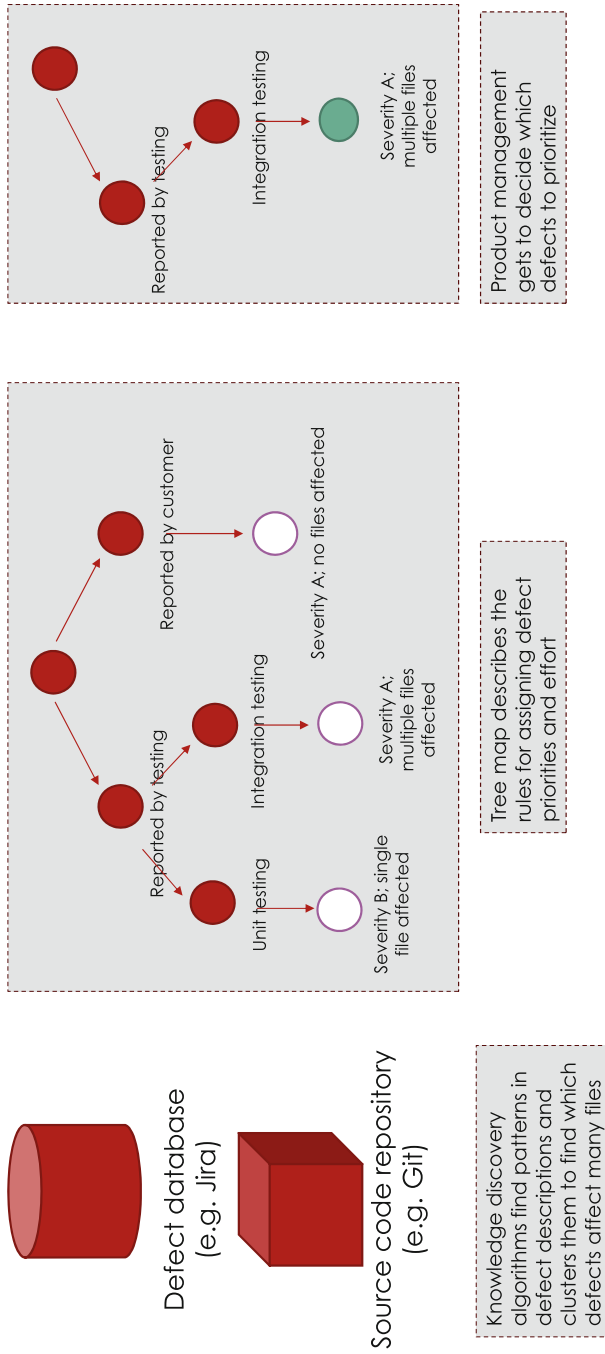 Defect database
(e.g. Jira)
Source code repository
(e.g. Git)
Knowledge discovery
algorithms find patterns in
defect descriptions and
clusters them to find which
defects affect many files
Reported by testing
Reported by customer
Unit testing
Integration testing
Severity A; no files affected
Severity B; single
file affected
Severity A;
multiple files
affected
Tree map describes the
rules for assigning defect
priorities and effort
Reported by testing
Integration testing
Severity A;
multiple files
affected
Product management
gets to decide which
defects to prioritize